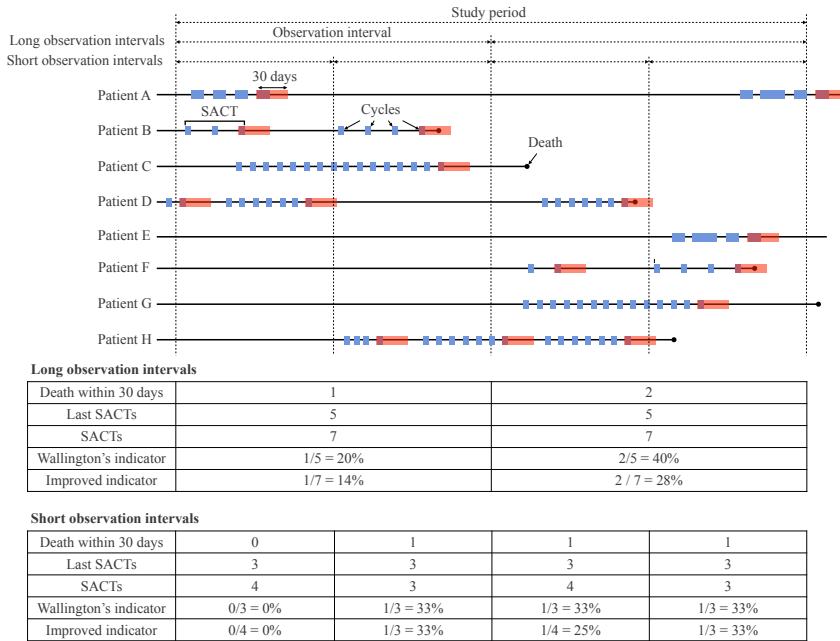 Study period
Long observation intervals Observation interval
Short observation intervals
30 days
Patient A
SACT Cycles
Patient B
Death
Patient C
Patient D
Patient E
Patient F
Patient G
Patient H
Long observation intervals
Death within 30 days 1 2
Last SACTs 5 5
SACTs 7 7
Wallington's indicator 1/5 = 20% 2/5 = 40%
Improved indicator 1/7 = 14% 2 / 7 = 28%
Short observation intervals
Death within 30 days 0 1 1 1
Last SACTs 3 3 3 3
SACTs 4 3 4 3
Wallington's indicator 0/3 = 0% 1/3 = 33% 1/3 = 33% 1/3 = 33%
Improved indicator 0/4 = 0% 1/3 = 33% 1/4 = 25% 1/3 = 33%